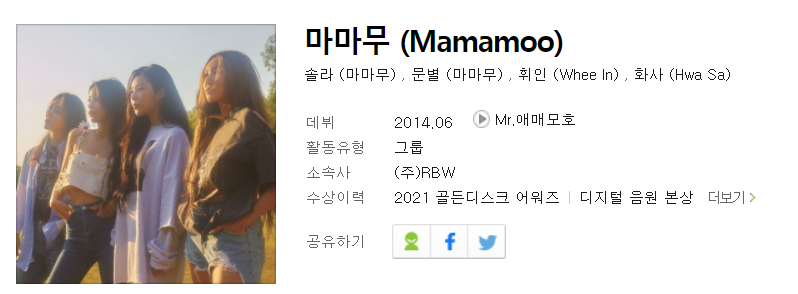 마마무 (Mamamoo)
솔라 (마마무) , 문별 (마마무) , 휘인 (Whee In) , 화사 (Hwa Sa)
데뷔 2014.06 Mr.애매모호
활동유형 그룹
소속사 (주)RBW
수상이력 2021 골든디스크 어워즈 | 디지털 음원 본상 더보기 >
공유하기